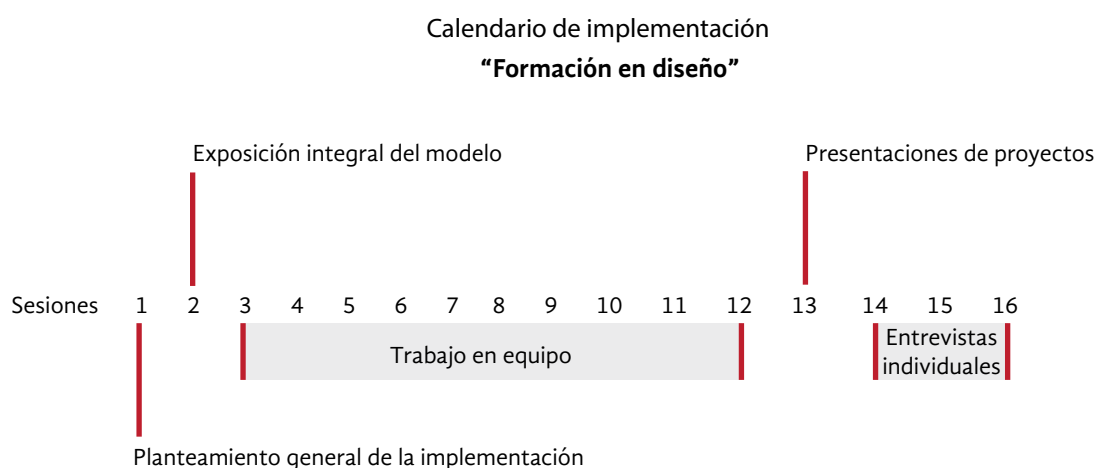 Calendario de implementación
“Formación en diseño”
Exposición integral del modelo
Presentaciones de proyectos
Sesiones 1 2 3 4 5 6 7 8 9 10 11 12 13 14 15 16
Trabajo en equipo
Entrevistas
individuales
Planteamiento general de la implementación